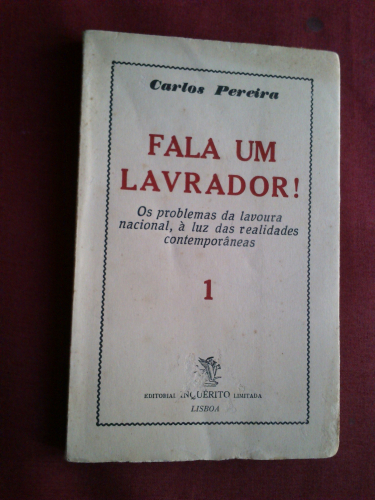 Carlos Pereira
FALA UM
LAVRADOR!
Os problemas da lavoura
nacional, à luz das realidades
contemporâneas
1
EDITORIAL INQUÉRITO LIMITADA
LISBOA